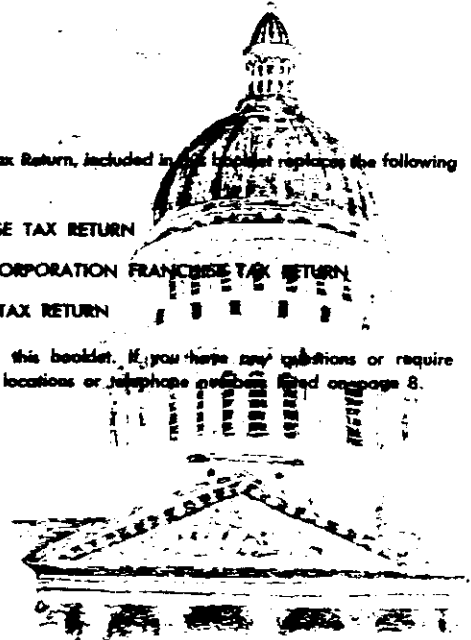 ax Return, included in this booklet replaces the following
SE TAX RETURN
CORPORATION FRANCHISE TAX RETURN
TAX RETURN
this booklet. If you have any questions or require
locations or telephone numbers listed on page 8.